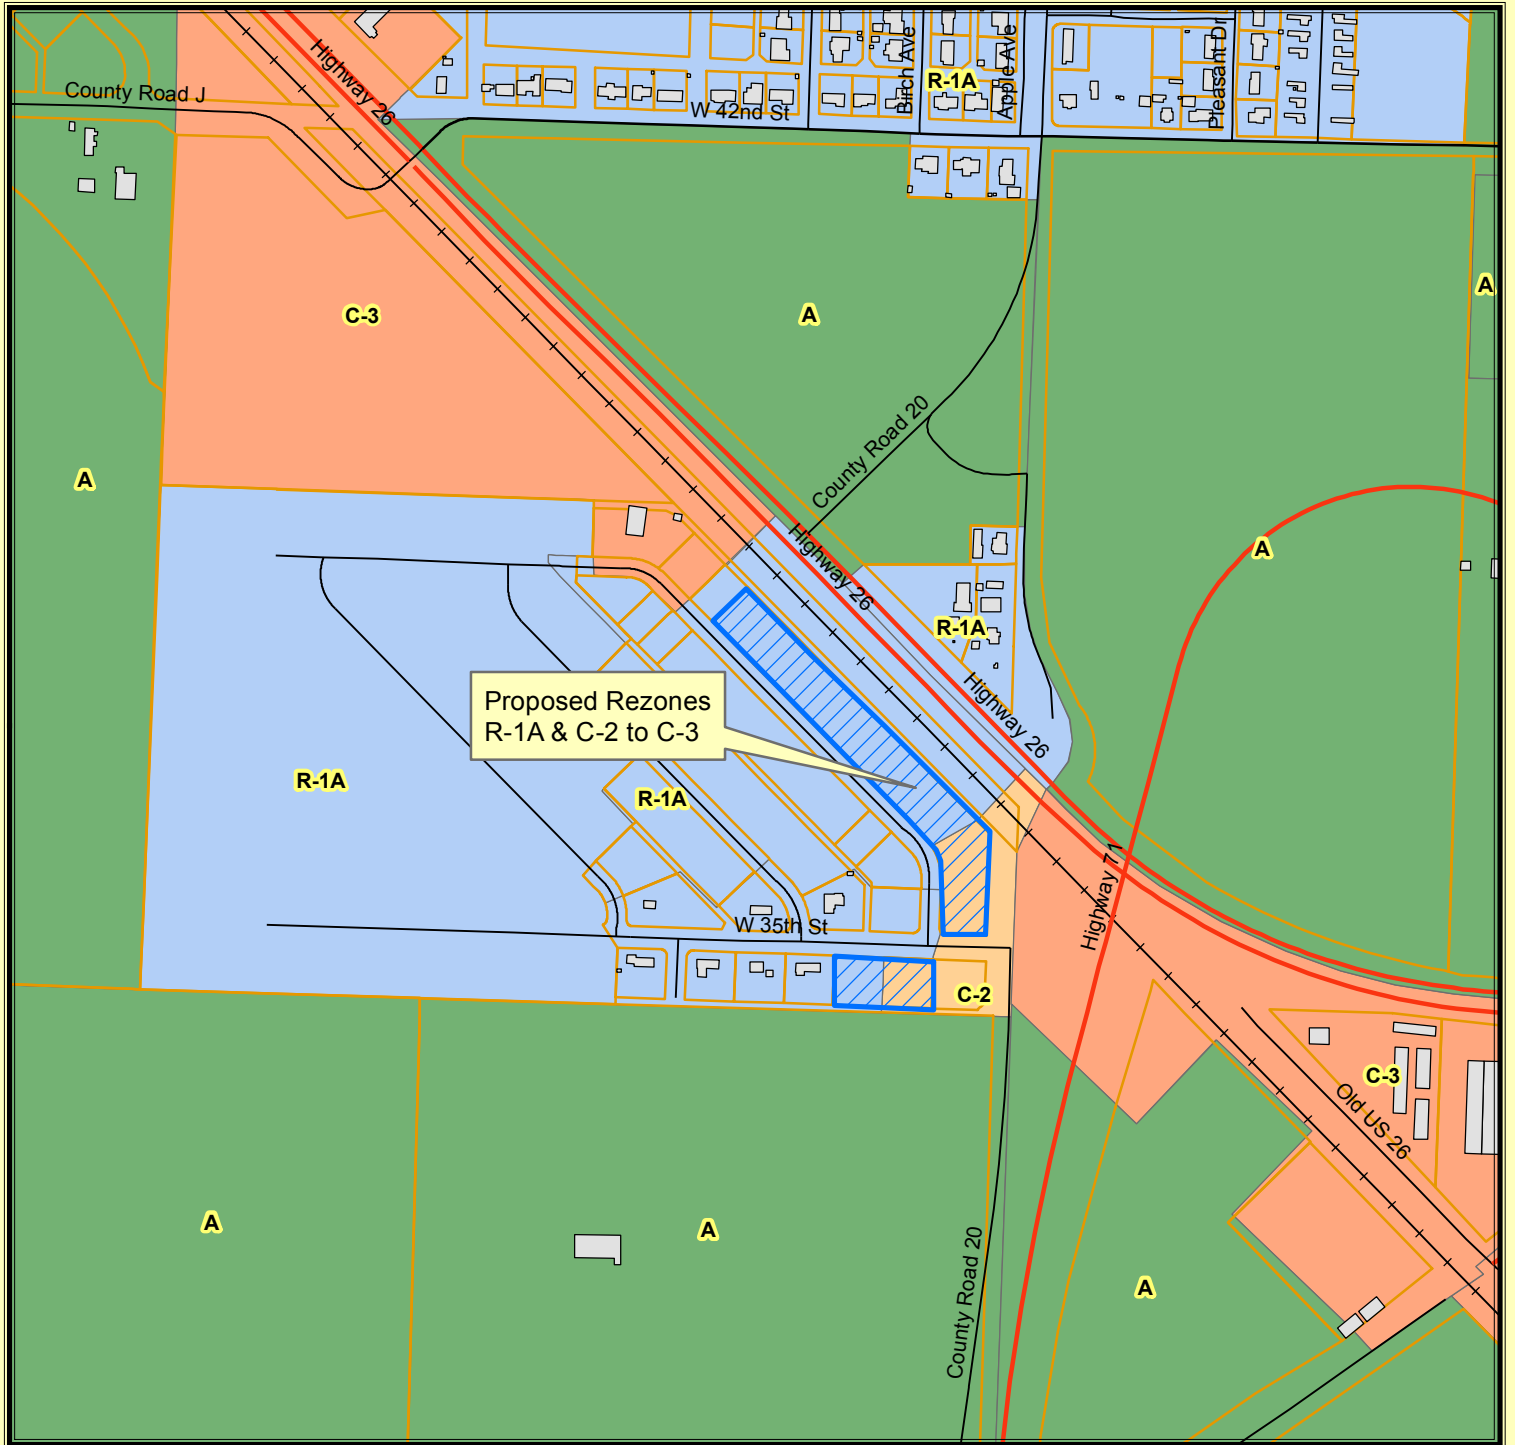 Highway 26
County Road J
W 42nd St
Birch Ave
R-1A
Apple Ave
Pleasant Dr
C-3
A
A
A
County Road 20
Highway 26
A
R-1A
Highway 26
Proposed Rezones
R-1A & C-2 to C-3
R-1A
R-1A
Highway 71
W 35th St
C-2
C-3
Old US 26
A
A
County Road 20
A